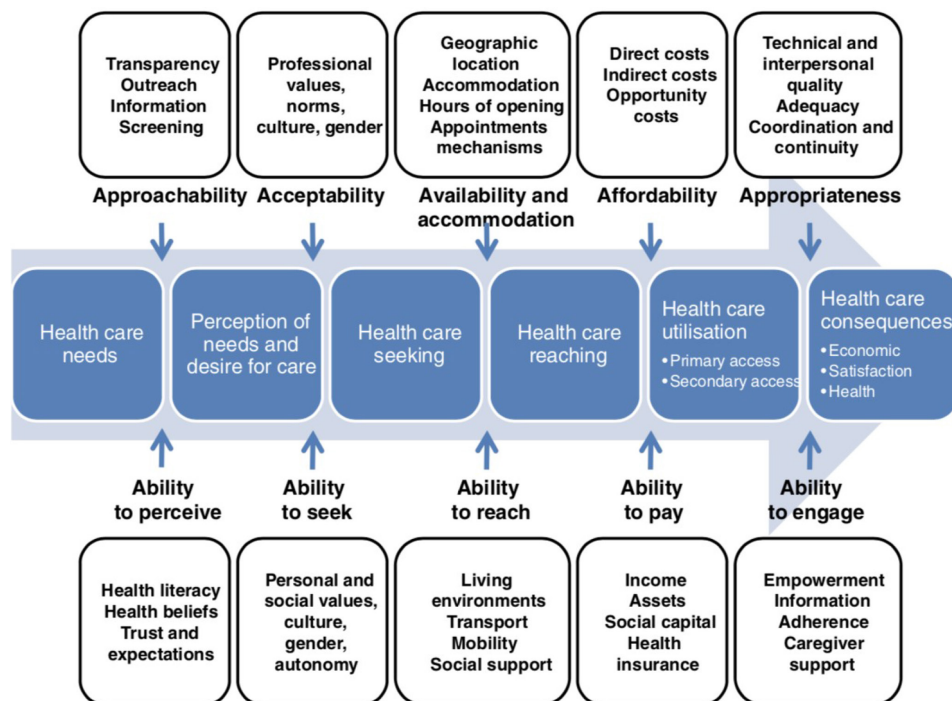 Transparency
Outreach
Information
Screening
Professional
values,
norms,
culture, gender
Geographic
location
Accommodation
Hours of opening
Appointments
mechanisms
Direct costs
Indirect costs
Opportunity
costs
Technical and
interpersonal
quality
Adequacy
Coordination and
continuity
Approachability
Acceptability
Availability and
accommodation
Affordability
Appropriateness
Health care
needs
Perception of
needs and
desire for care
Health care
seeking
Health care
reaching
Health care
utilisation
• Primary access
• Secondary access
Health care
consequences
• Economic
• Satisfaction
• Health
Ability
to perceive
Ability
to seek
Ability
to reach
Ability
to pay
Ability
to engage
Health literacy
Health beliefs
Trust and
expectations
Personal and
social values,
culture,
gender,
autonomy
Living
environments
Transport
Mobility
Social support
Income
Assets
Social capital
Health
insurance
Empowerment
Information
Adherence
Caregiver
support